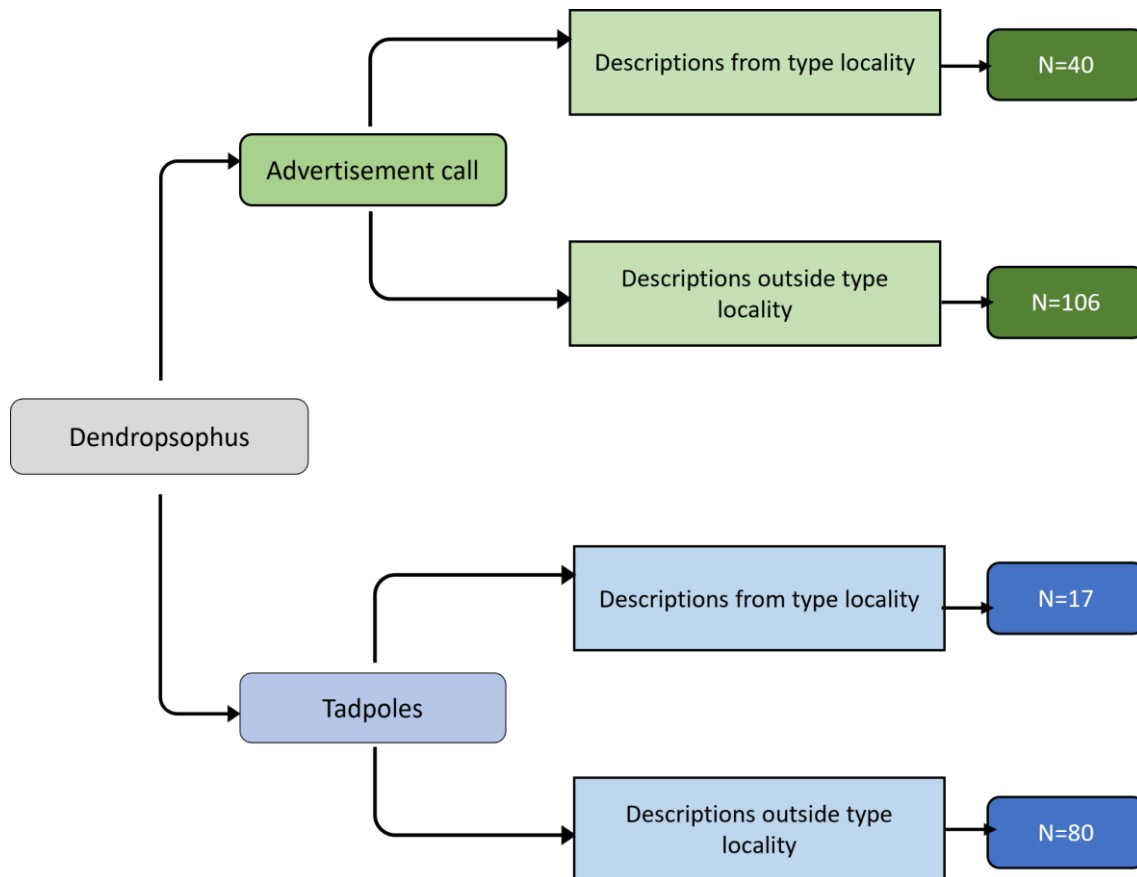 Descriptions from type locality
N=40
Advertisement call
Descriptions outside type
locality
N=106
Dendropsophus
Descriptions from type locality
N=17
Tadpoles
Descriptions outside type
locality
N=80